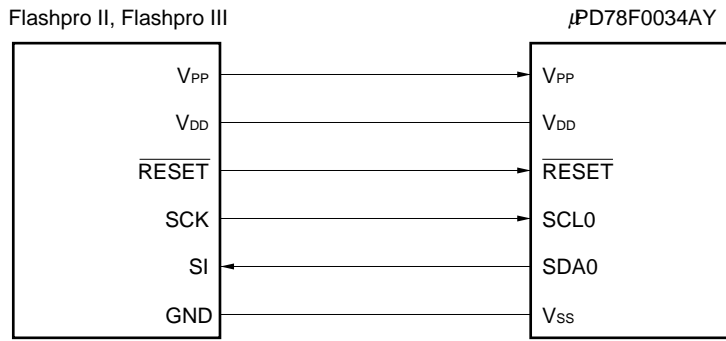 Flashpro II, Flashpro III μPD78F0034AY
VPP VPP
VDD VDD
RESET RESET
SCK SCL0
SI SDA0
GND VSS